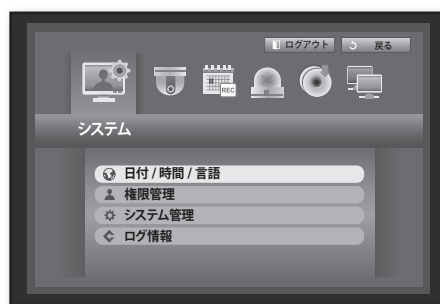 ログアウト 戻る
REC
システム
日付 / 時間 / 言語
権限管理
システム管理
ログ情報